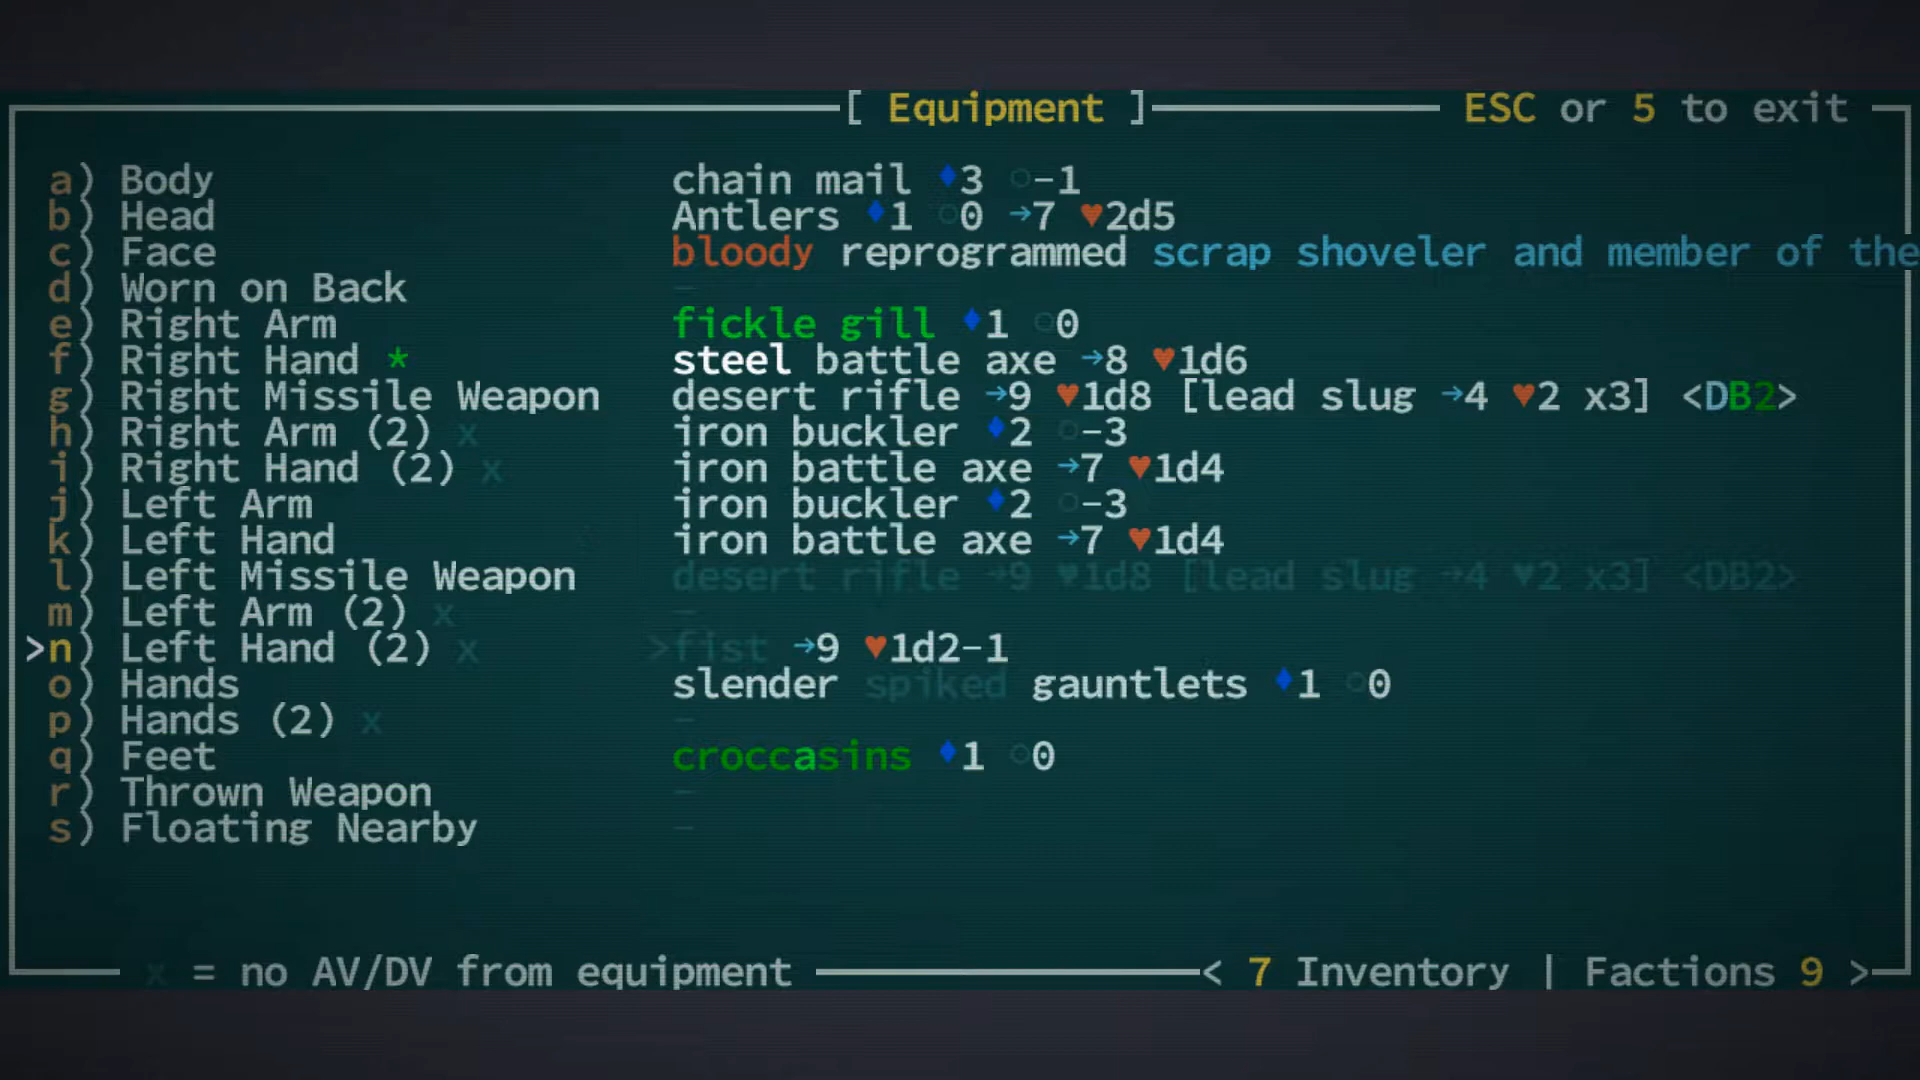 [ Equipment ] ESC or 5 to exit
a) Body chain mail ♦3 ○-1
b) Head Antlers ♦1 ○0 →7 ♥2d5
c) Face bloody reprogrammed scrap shoveler and member of the
d) Worn on Back –
e) Right Arm fickle gill ♦1 ○0
f) Right Hand * steel battle axe →8 ♥1d6
g) Right Missile Weapon desert rifle →9 ♥1d8 [lead slug →4 ♥2 x3] <DB2>
h) Right Arm (2) x iron buckler ♦2 ○-3
i) Right Hand (2) x iron battle axe →7 ♥1d4
j) Left Arm iron buckler ♦2 ○-3
k) Left Hand iron battle axe →7 ♥1d4
l) Left Missile Weapon desert rifle →9 ♥1d8 [lead slug →4 ♥2 x3] <DB2>
m) Left Arm (2) x –
>n) Left Hand (2) x >fist →9 ♥1d2-1
o) Hands slender spiked gauntlets ♦1 ○0
p) Hands (2) x –
q) Feet croccasins ♦1 ○0
r) Thrown Weapon –
s) Floating Nearby –
x = no AV/DV from equipment < 7 Inventory | Factions 9 >